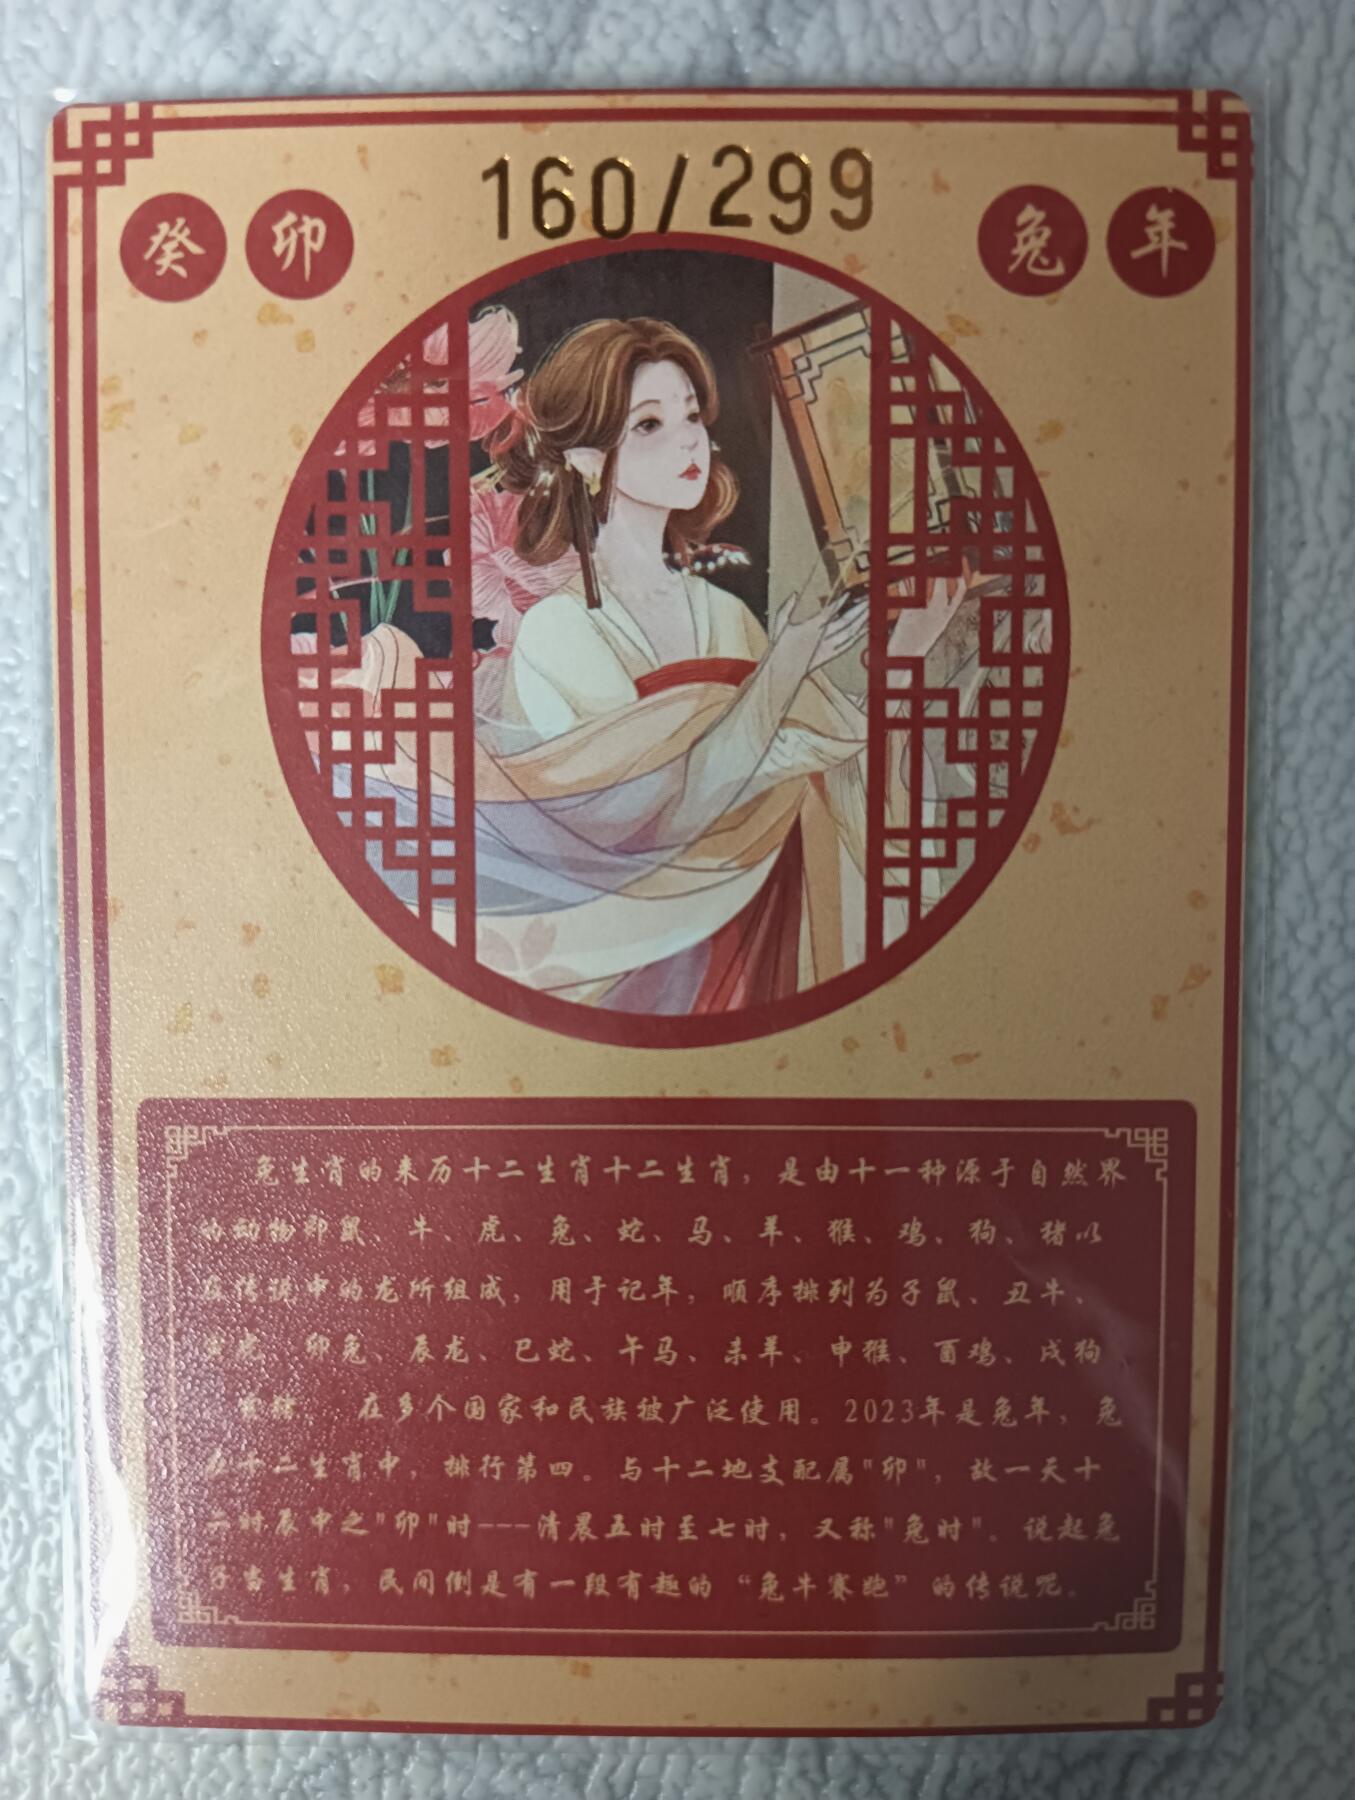 160/299
癸 卯
兔 年
兔生肖的来历十二生肖十二生肖，是由十一种源于自然界
的动物即鼠、牛、虎、兔、蛇、马、羊、猴、鸡、狗、猪以
及传说中的龙所组成，用于记年，顺序排列为子鼠、丑牛、
寅虎、卯兔、辰龙、巳蛇、午马、未羊、申猴、酉鸡、戌狗
亥猪 在多个国家和民族被广泛使用。2023年是兔年，兔
在十二生肖中，排行第四。与十二地支配属"卯"，故一天十
二时辰中之"卯"时---清晨五时至七时，又称"兔时"。说起兔
子当生肖，民间倒是有一段有趣的“兔牛赛跑”的传说呢。